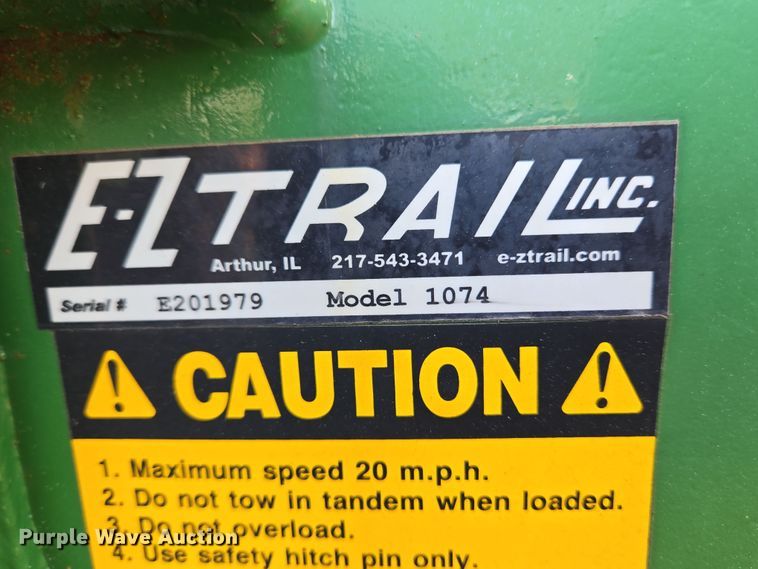 E-Z TRAIL INC.
Arthur, IL 217-543-3471 e-ztrail.com
Serial # E201979 Model 1074
CAUTION
1. Maximum speed 20 m.p.h.
2. Do not tow in tandem when loaded.
3. Do not overload.
4. Use safety hitch pin only.
Purple Wave Auction